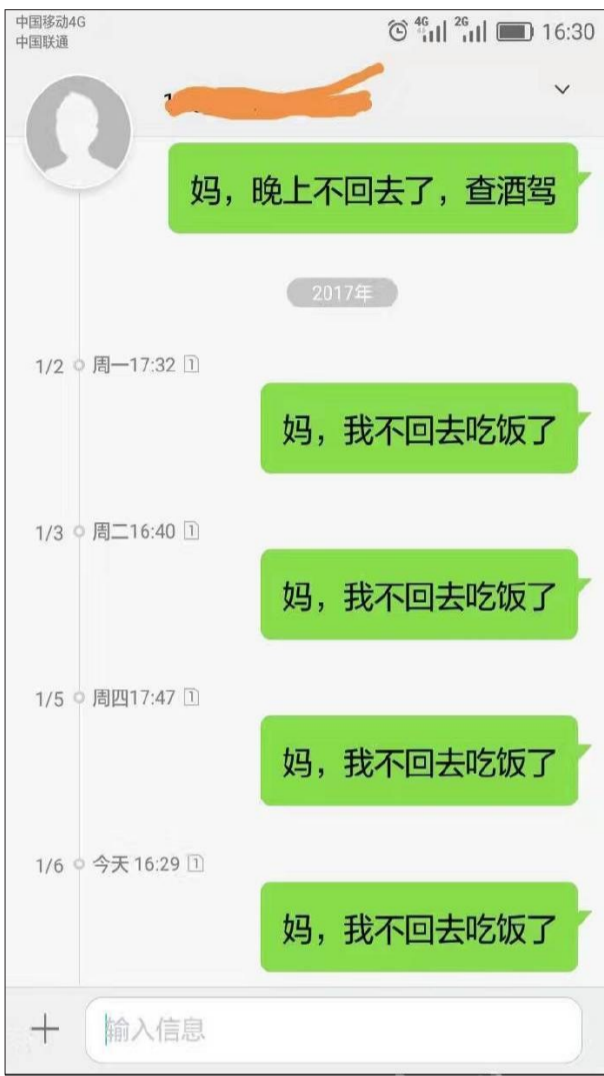 中国移动4G
中国联通
4G 2G 16:30
妈，晚上不回去了，查酒驾
2017年
1/2 周一17:32 1
妈，我不回去吃饭了
1/3 周二16:40 1
妈，我不回去吃饭了
1/5 周四17:47 1
妈，我不回去吃饭了
1/6 今天 16:29 1
妈，我不回去吃饭了
输入信息